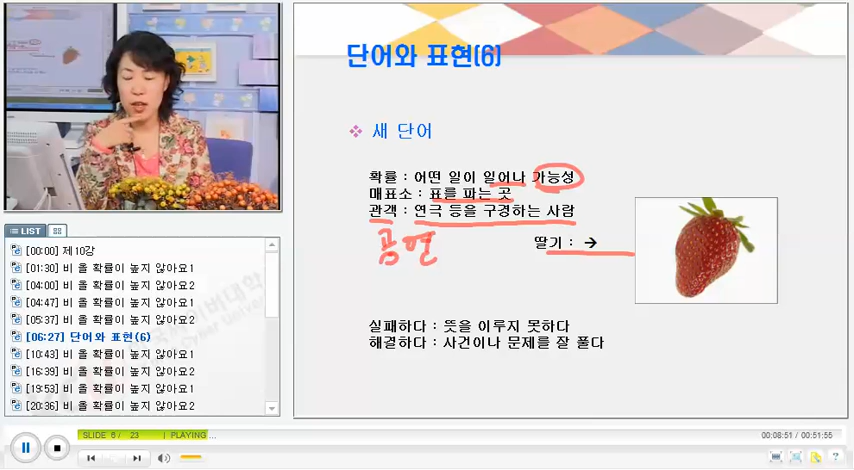 단어와 표현(6)
새 단어
확률 : 어떤 일이 일어나 가능성
매표소 : 표를 파는 곳
관객 : 연극 등을 구경하는 사람
공연
딸기 : →
실패하다 : 뜻을 이루지 못하다
해결하다 : 사건이나 문제를 잘 풀다
LIST
[00:00] 제10강
[01:30] 비 올 확률이 높지 않아요1
[04:00] 비 올 확률이 높지 않아요2
[04:47] 비 올 확률이 높지 않아요1
[05:37] 비 올 확률이 높지 않아요2
[06:27] 단어와 표현(6)
[10:43] 비 올 확률이 높지 않아요1
[16:39] 비 올 확률이 높지 않아요2
[19:53] 비 올 확률이 높지 않아요1
[20:36] 비 올 확률이 높지 않아요2
SLIDE 6 / 23 | PLAYING ...
00:08:51 / 00:51:55